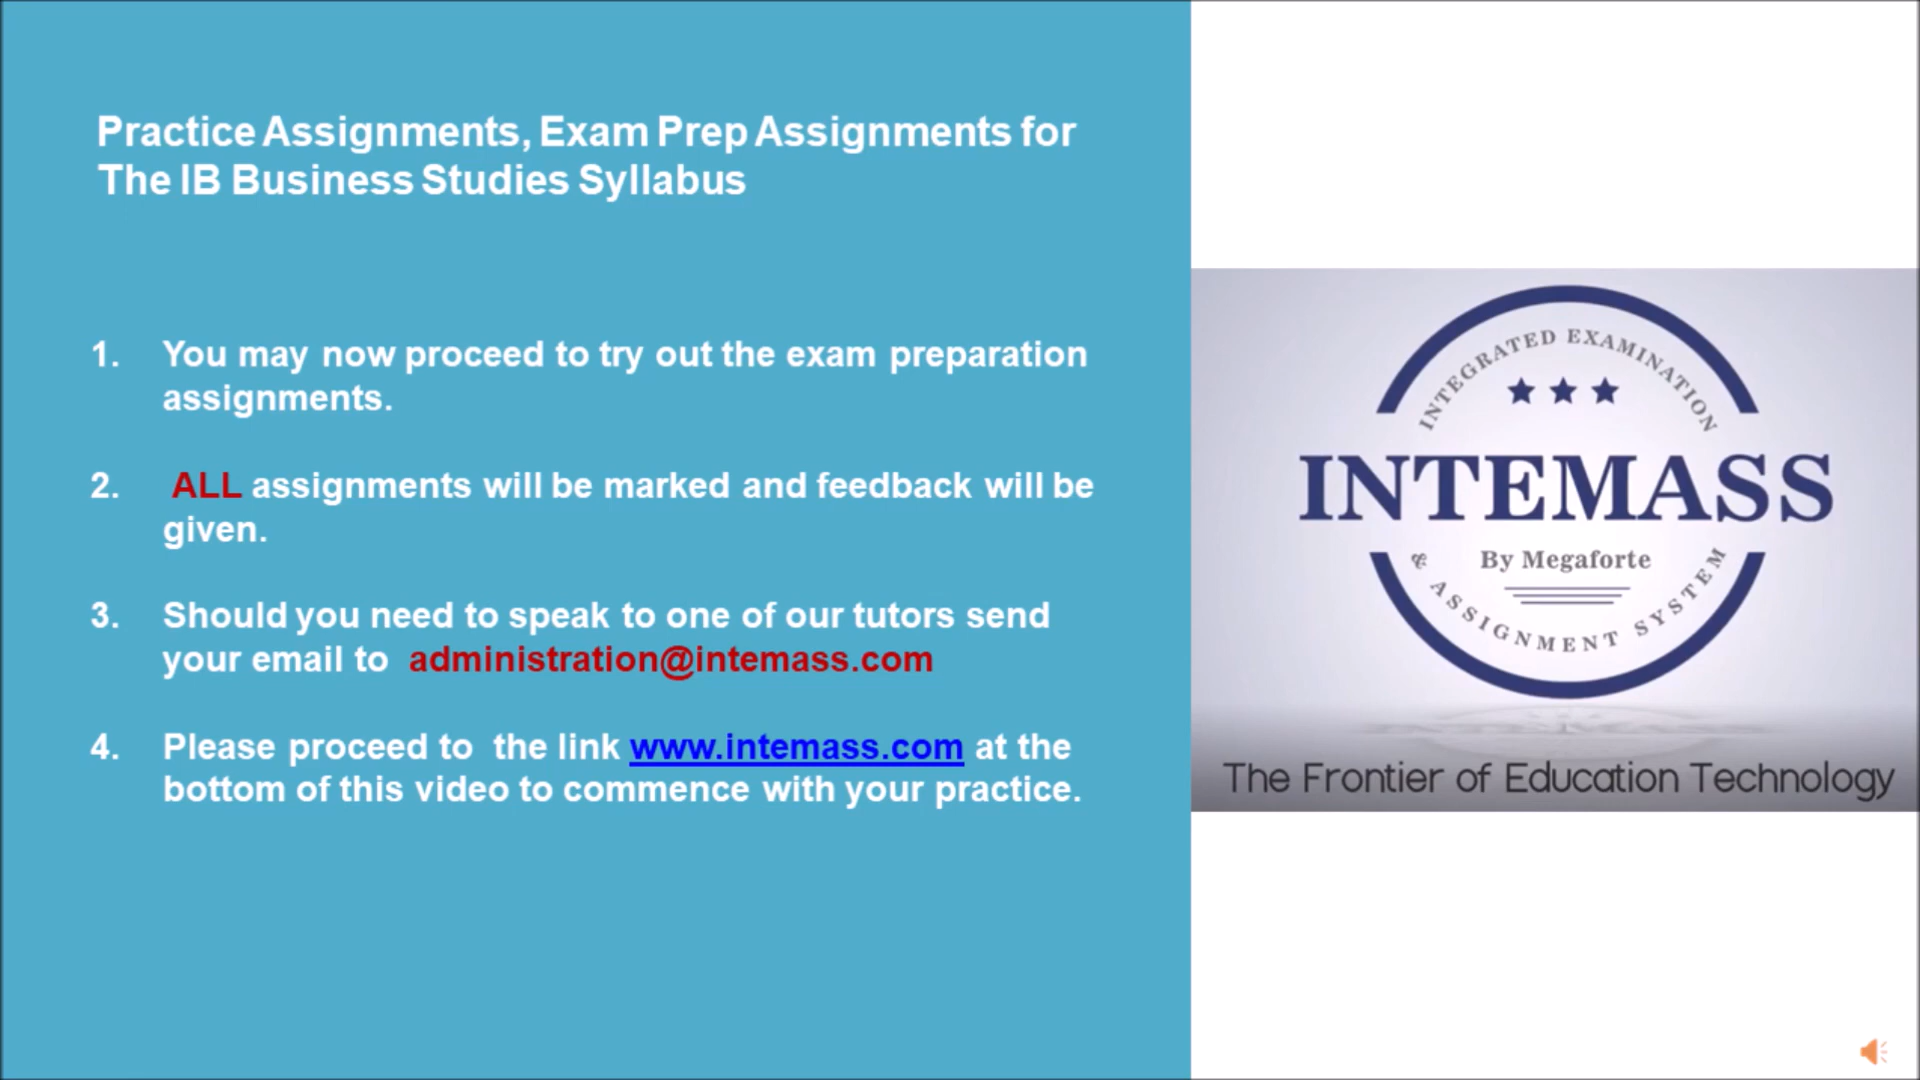 Practice Assignments, Exam Prep Assignments for
The IB Business Studies Syllabus
1. You may now proceed to try out the exam preparation
assignments.
2. ALL assignments will be marked and feedback will be
given.
3. Should you need to speak to one of our tutors send
your email to administration@intemass.com
4. Please proceed to the link www.intemass.com at the
bottom of this video to commence with your practice.
INTEGRATED EXAMINATION
INTEMASS
By Megaforte
& ASSIGNMENT SYSTEM
The Frontier of Education Technology